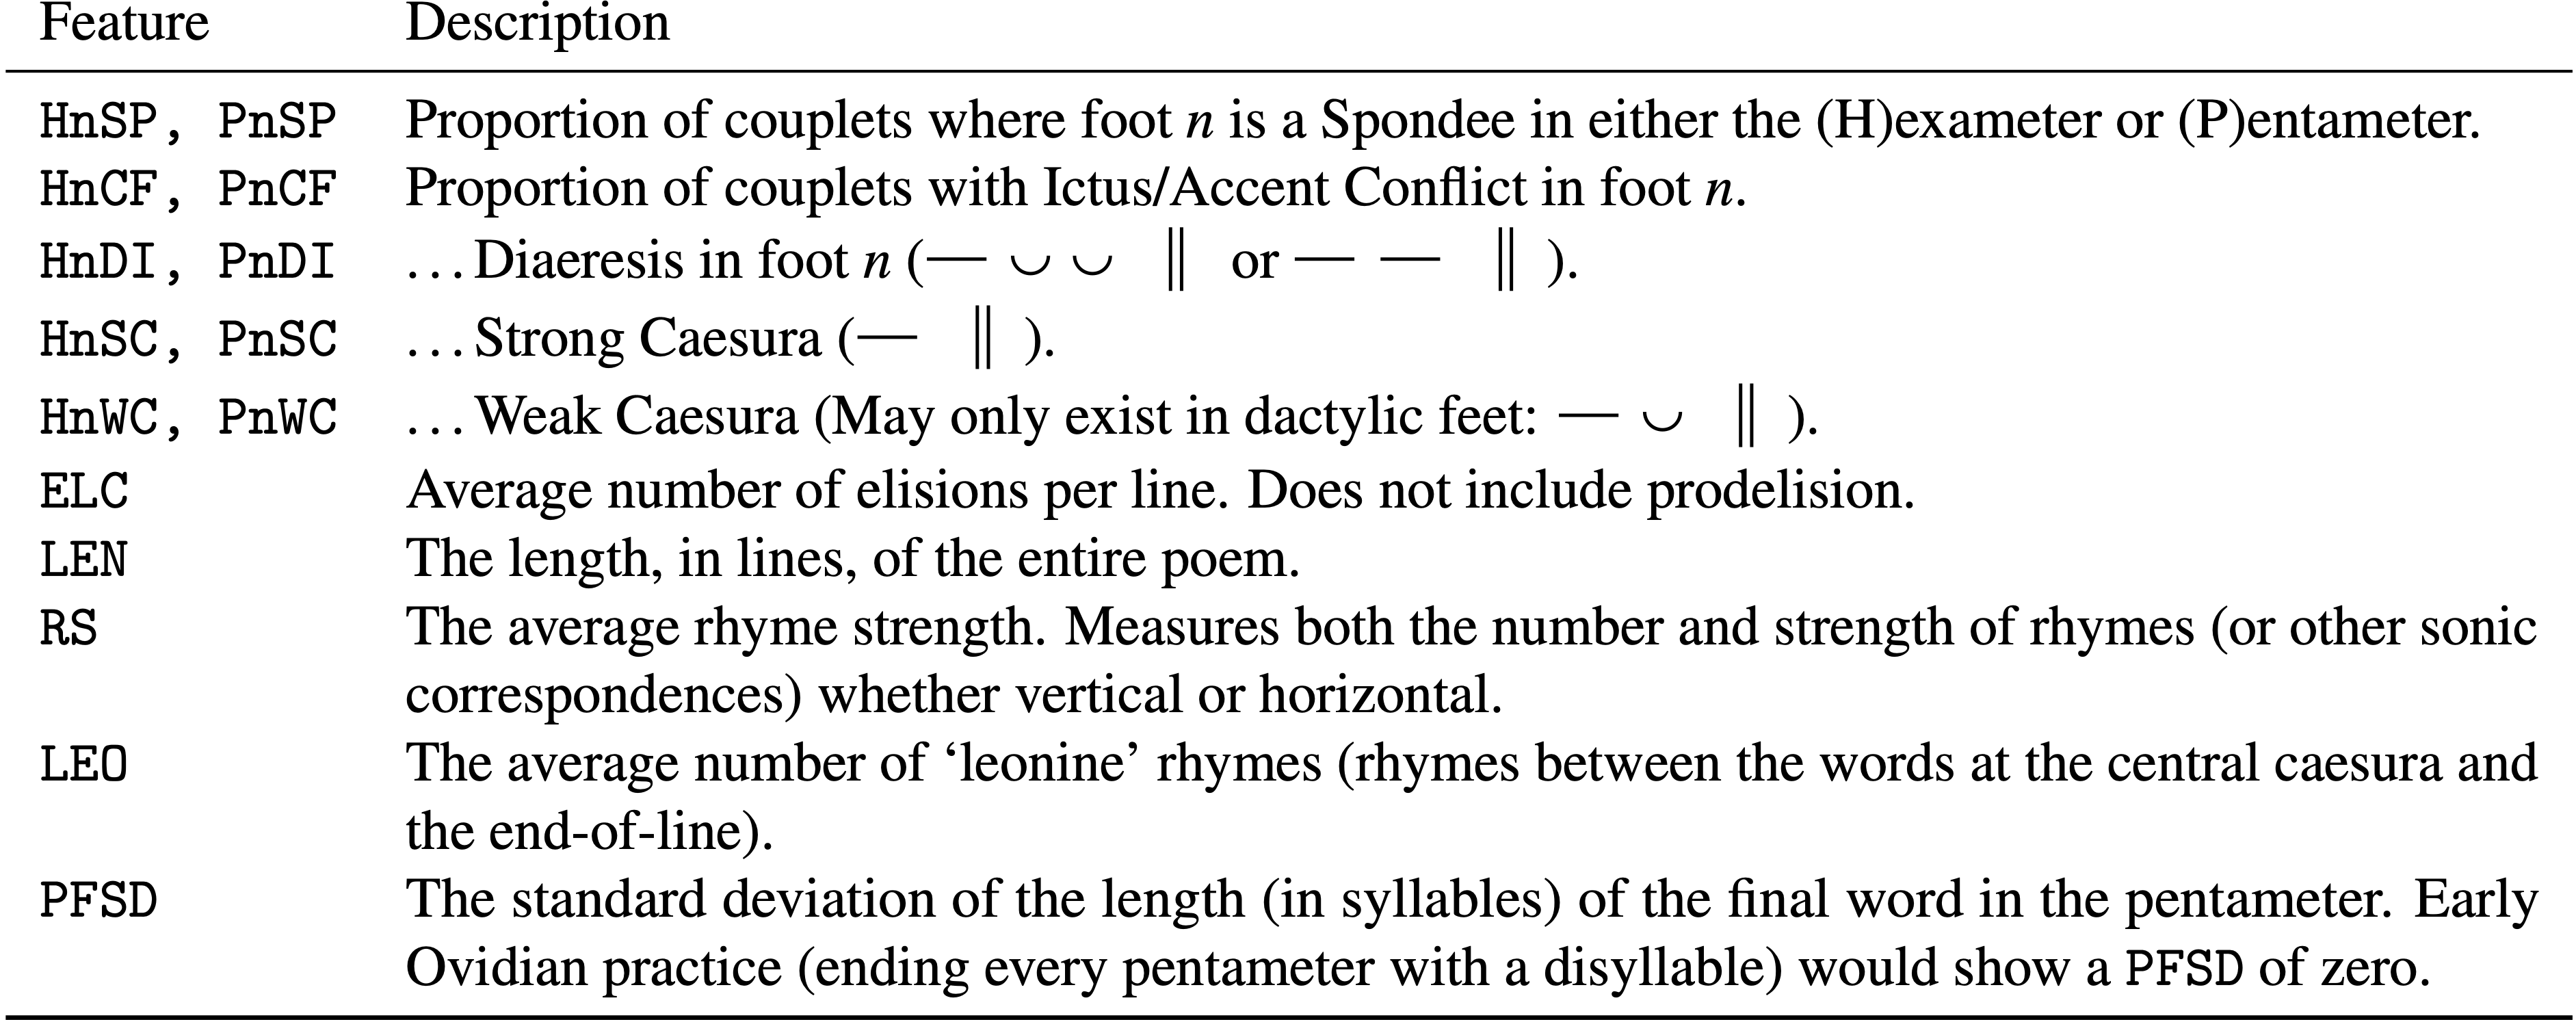 Feature Description
HnSP, PnSP Proportion of couplets where foot n is a Spondee in either the (H)exameter or (P)entameter.
HnCF, PnCF Proportion of couplets with Ictus/Accent Conflict in foot n.
HnDI, PnDI …Diaeresis in foot n (— ⏑ ⏑ ‖ or — — ‖ ).
HnSC, PnSC …Strong Caesura (— ‖ ).
HnWC, PnWC …Weak Caesura (May only exist in dactylic feet: — ⏑ ‖ ).
ELC Average number of elisions per line. Does not include prodelision.
LEN The length, in lines, of the entire poem.
RS The average rhyme strength. Measures both the number and strength of rhymes (or other sonic
correspondences) whether vertical or horizontal.
LEO The average number of ‘leonine’ rhymes (rhymes between the words at the central caesura and
the end-of-line).
PFSD The standard deviation of the length (in syllables) of the final word in the pentameter. Early
Ovidian practice (ending every pentameter with a disyllable) would show a PFSD of zero.